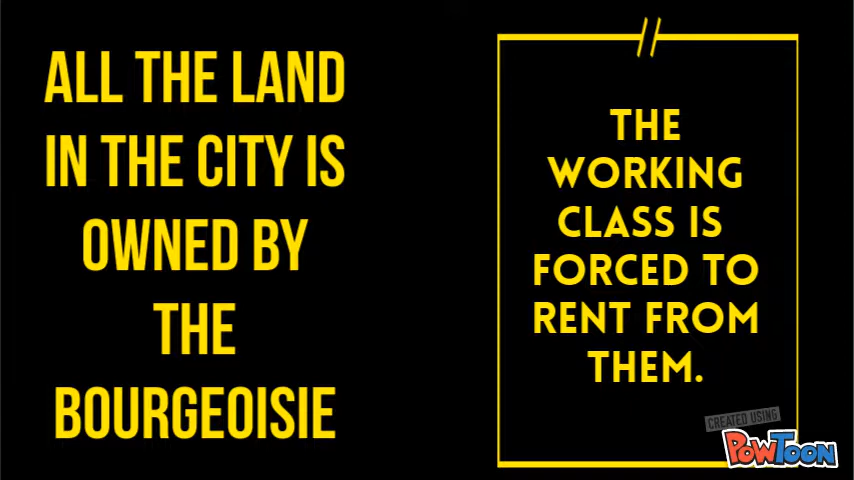 ALL THE LAND
IN THE CITY IS
OWNED BY
THE
BOURGEOISIE
THE
WORKING
CLASS IS
FORCED TO
RENT FROM
THEM.
CREATED USING
POWTOON